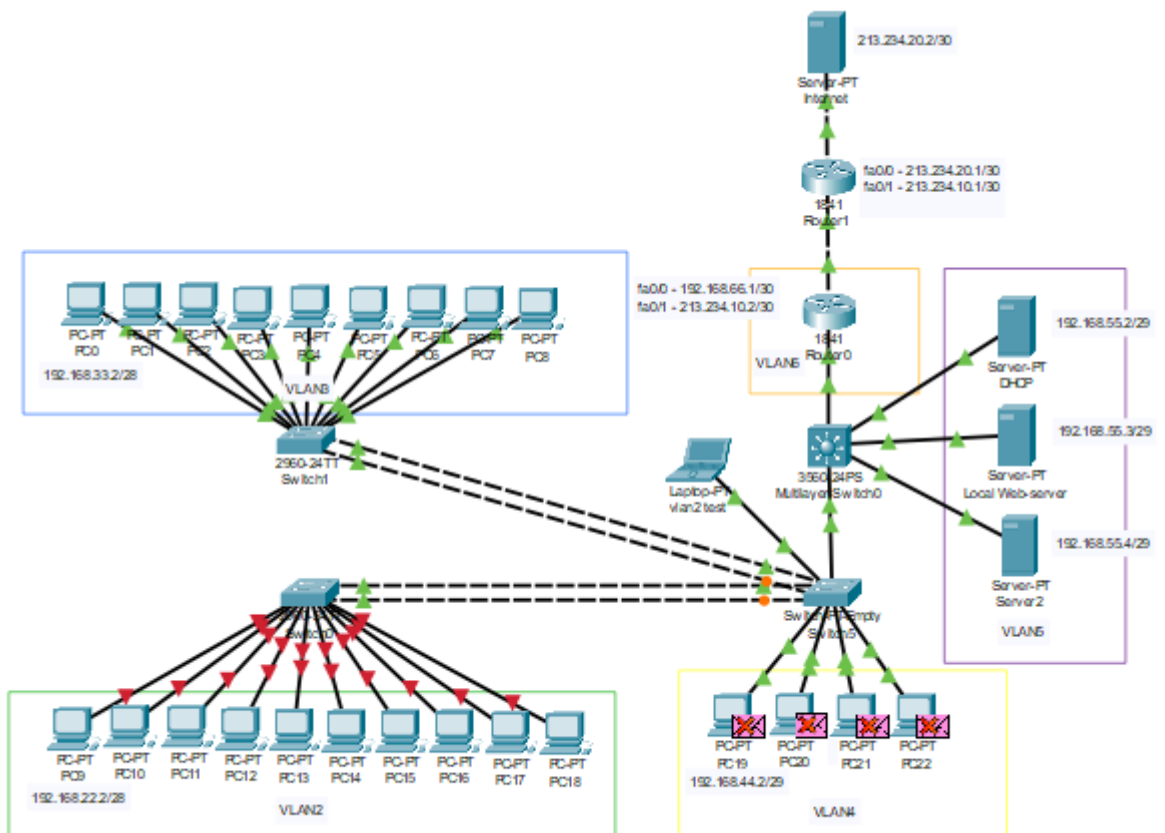 213.234.20.2/30
Server-PT
Internet
fa0/0 - 213.234.20.1/30
fa0/1 - 213.234.10.1/30
1841
Router1
fa0/0 - 192.168.66.1/30
fa0/1 - 213.234.10.2/30
1841
Router0
VLAN6
192.168.55.2/29
Server-PT
DHCP
PC-PT
PC0
PC-PT
PC1
PC-PT
PC2
PC-PT
PC3
PC-PT
PC4
PC-PT
PC5
PC-PT
PC6
PC-PT
PC7
PC-PT
PC8
192.168.33.2/28
VLAN3
2960-24TT
Switch1
Laptop-PT
vlan2 test
3560-24PS
Multilayer Switch0
192.168.55.3/29
Server-PT
Local Web-server
192.168.55.4/29
Server-PT
Server2
VLAN5
Switch-PT-Empty
Switch5
PC-PT
PC9
PC-PT
PC10
PC-PT
PC11
PC-PT
PC12
PC-PT
PC13
PC-PT
PC14
PC-PT
PC15
PC-PT
PC16
PC-PT
PC17
PC-PT
PC18
192.168.22.2/28
VLAN2
PC-PT
PC19
PC-PT
PC20
PC-PT
PC21
PC-PT
PC22
192.168.44.2/29
VLAN4